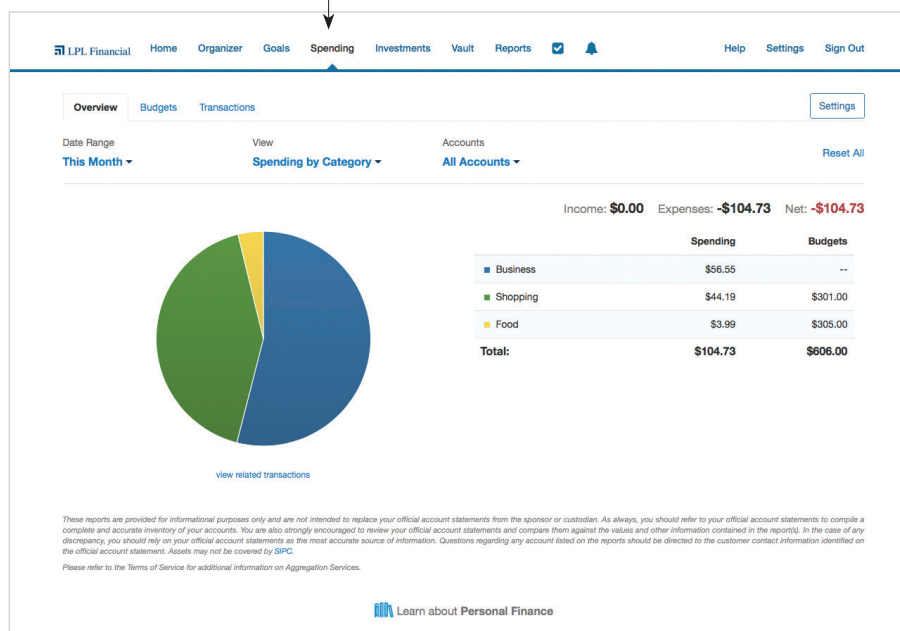 LPL Financial Home Organizer Goals Spending Investments Vault Reports Help Settings Sign Out
Overview Budgets Transactions Settings
Date Range View Accounts
This Month Spending by Category All Accounts Reset All
Income: $0.00 Expenses: -$104.73 Net: -$104.73
Spending Budgets
Business $56.55 --
Shopping $44.19 $301.00
Food $3.99 $305.00
Total: $104.73 $606.00
view related transactions
These reports are provided for informational purposes only and are not intended to replace your official account statements from the sponsor or custodian. As always, you should refer to your official account statements to compile a
complete and accurate inventory of your accounts. You are also strongly encouraged to review your official account statements and compare them against the values and other information contained in the report(s). In the case of any
discrepancy, you should rely on your official account statements as the most accurate source of information. Questions regarding any account listed on the reports should be directed to the customer contact information identified on
the official account statement. Assets may not be covered by SIPC.
Please refer to the Terms of Service for additional information on Aggregation Services.
Learn about Personal Finance